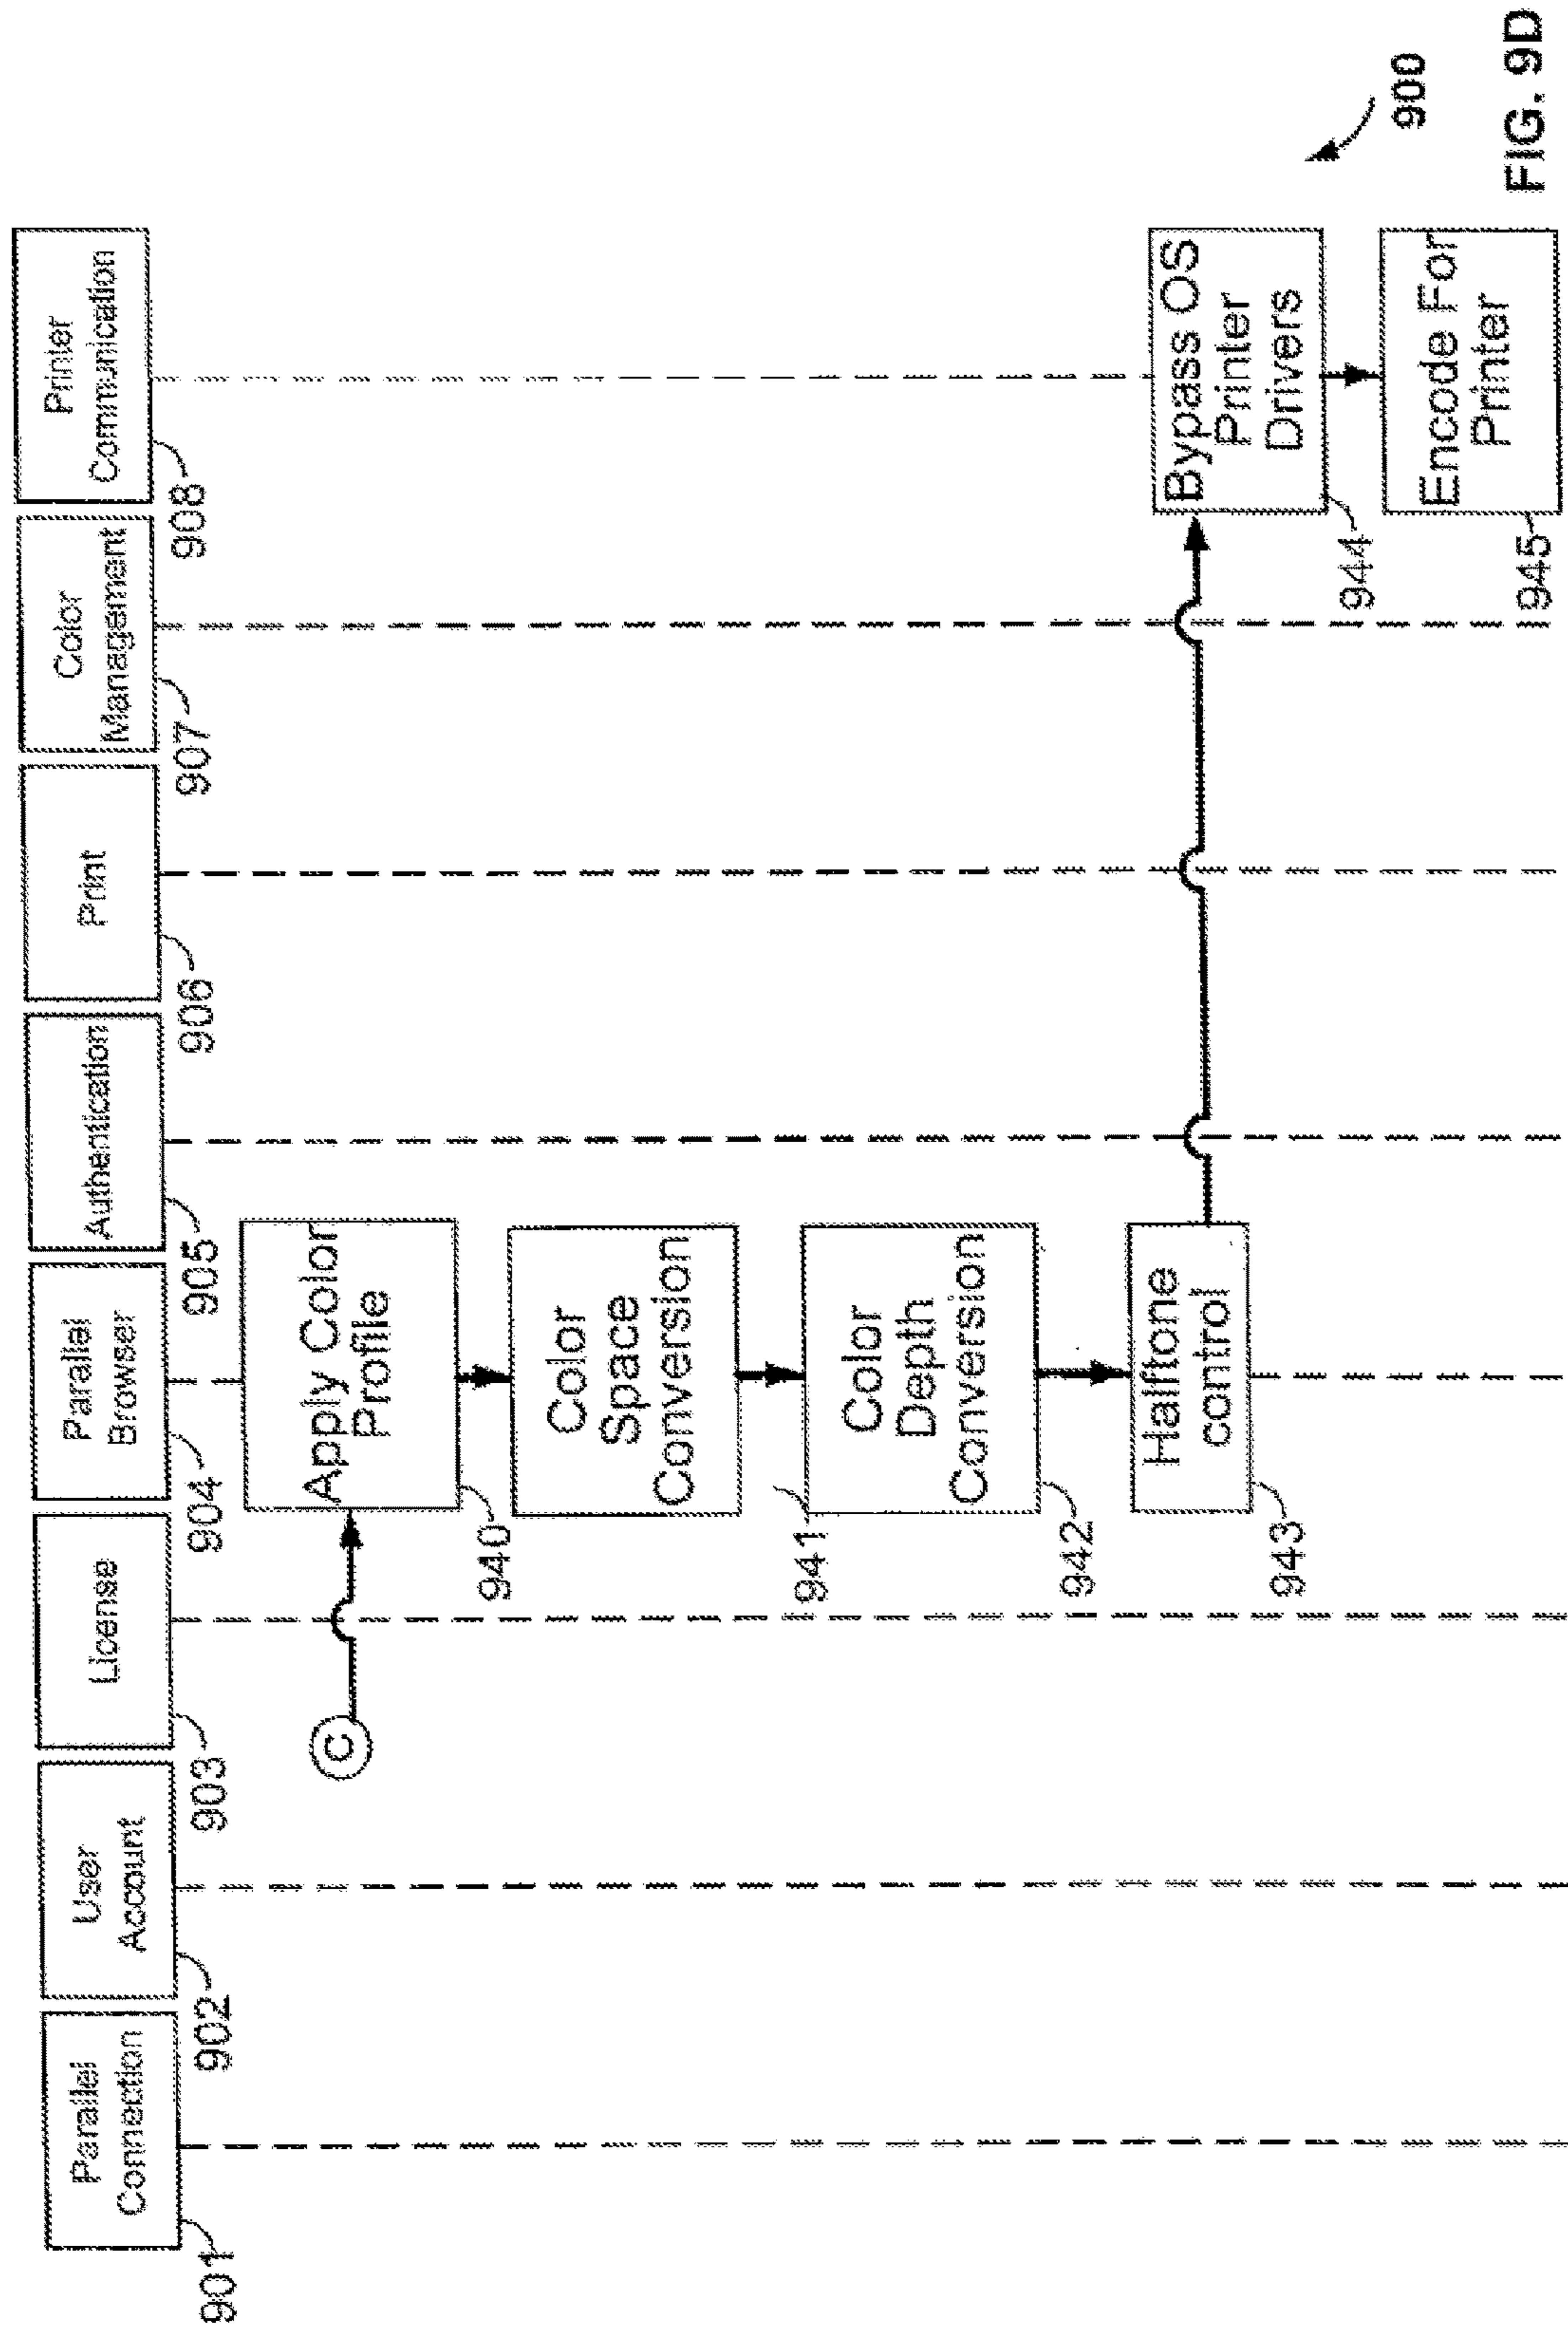 Parallel
Connection
901
User
Account
902
License
903
Parallel
Browser
904
Authentication
905
Print
906
Color
Management
907
Printer
Communication
908
C
Apply Color
Profile
940
Color
Space
Conversion
941
Color
Depth
Conversion
942
Halftone
control
943
Bypass OS
Printer
Drivers
944
Encode For
Printer
945
900
FIG. 9D